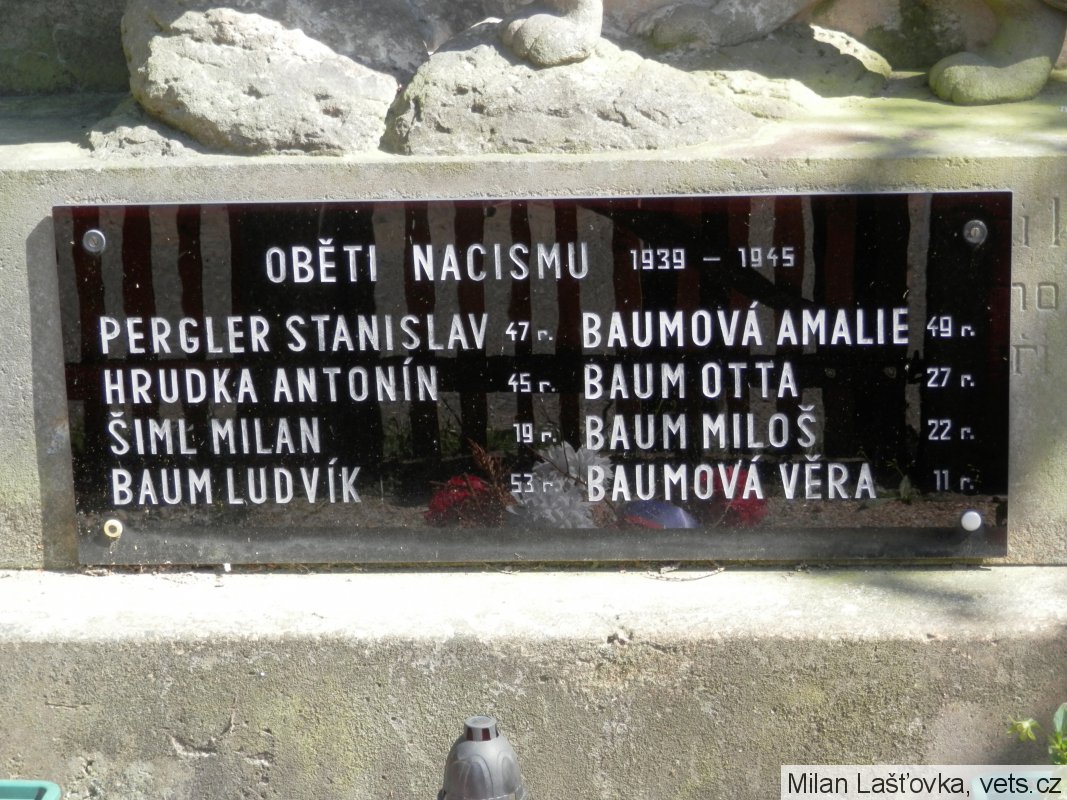 OBĚTI NACISMU 1939 – 1945
PERGLER STANISLAV 47 r.
HRUDKA ANTONÍN 45 r.
ŠIML MILAN 19 r.
BAUM LUDVÍK 53 r.
BAUMOVÁ AMALIE 49 r.
BAUM OTTA 27 r.
BAUM MILOŠ 22 r.
BAUMOVÁ VĚRA 11 r.
Milan Lašťovka, vets.cz